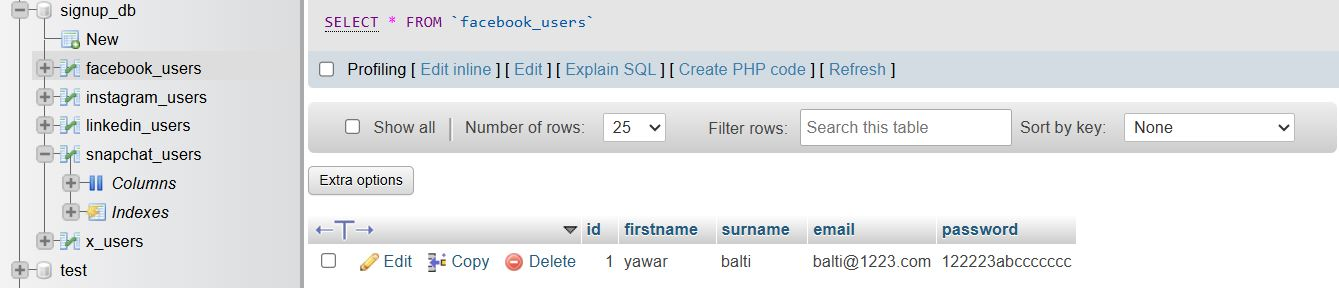 signup_db
New
facebook_users
instagram_users
linkedin_users
snapchat_users
Columns
Indexes
x_users
test
SELECT * FROM `facebook_users`
Profiling [ Edit inline ] [ Edit ] [ Explain SQL ] [ Create PHP code ] [ Refresh ]
Show all Number of rows: 25 Filter rows: Search this table Sort by key: None
Extra options
id firstname surname email password
Edit Copy Delete 1 yawar balti balti@1223.com 122223abccccccc